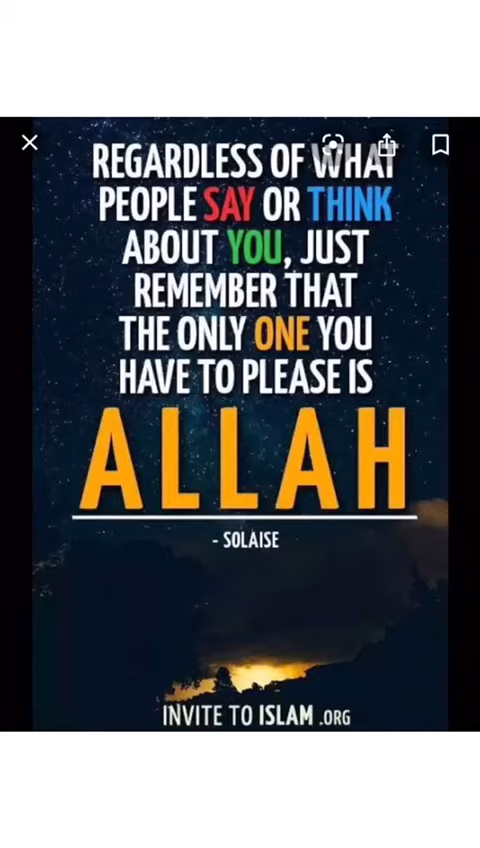 REGARDLESS OF WHAT
PEOPLE SAY OR THINK
ABOUT YOU, JUST
REMEMBER THAT
THE ONLY ONE YOU
HAVE TO PLEASE IS
ALLAH
- SOLAISE
INVITE TO ISLAM .ORG